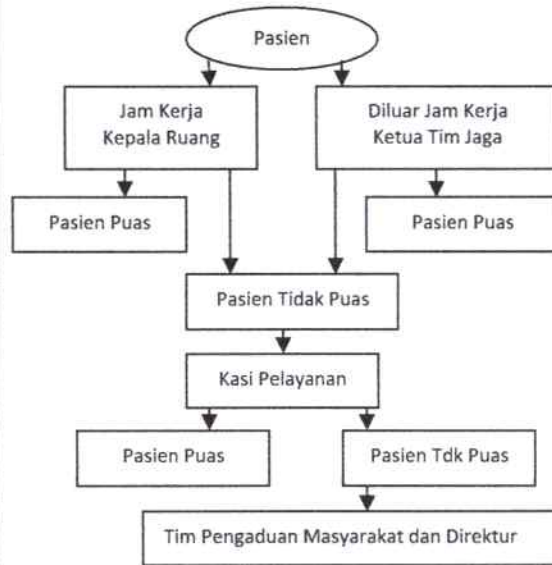 Pasien
Jam Kerja
Kepala Ruang
Diluar Jam Kerja
Ketua Tim Jaga
Pasien Puas
Pasien Puas
Pasien Tidak Puas
Kasi Pelayanan
Pasien Puas
Pasien Tdk Puas
Tim Pengaduan Masyarakat dan Direktur